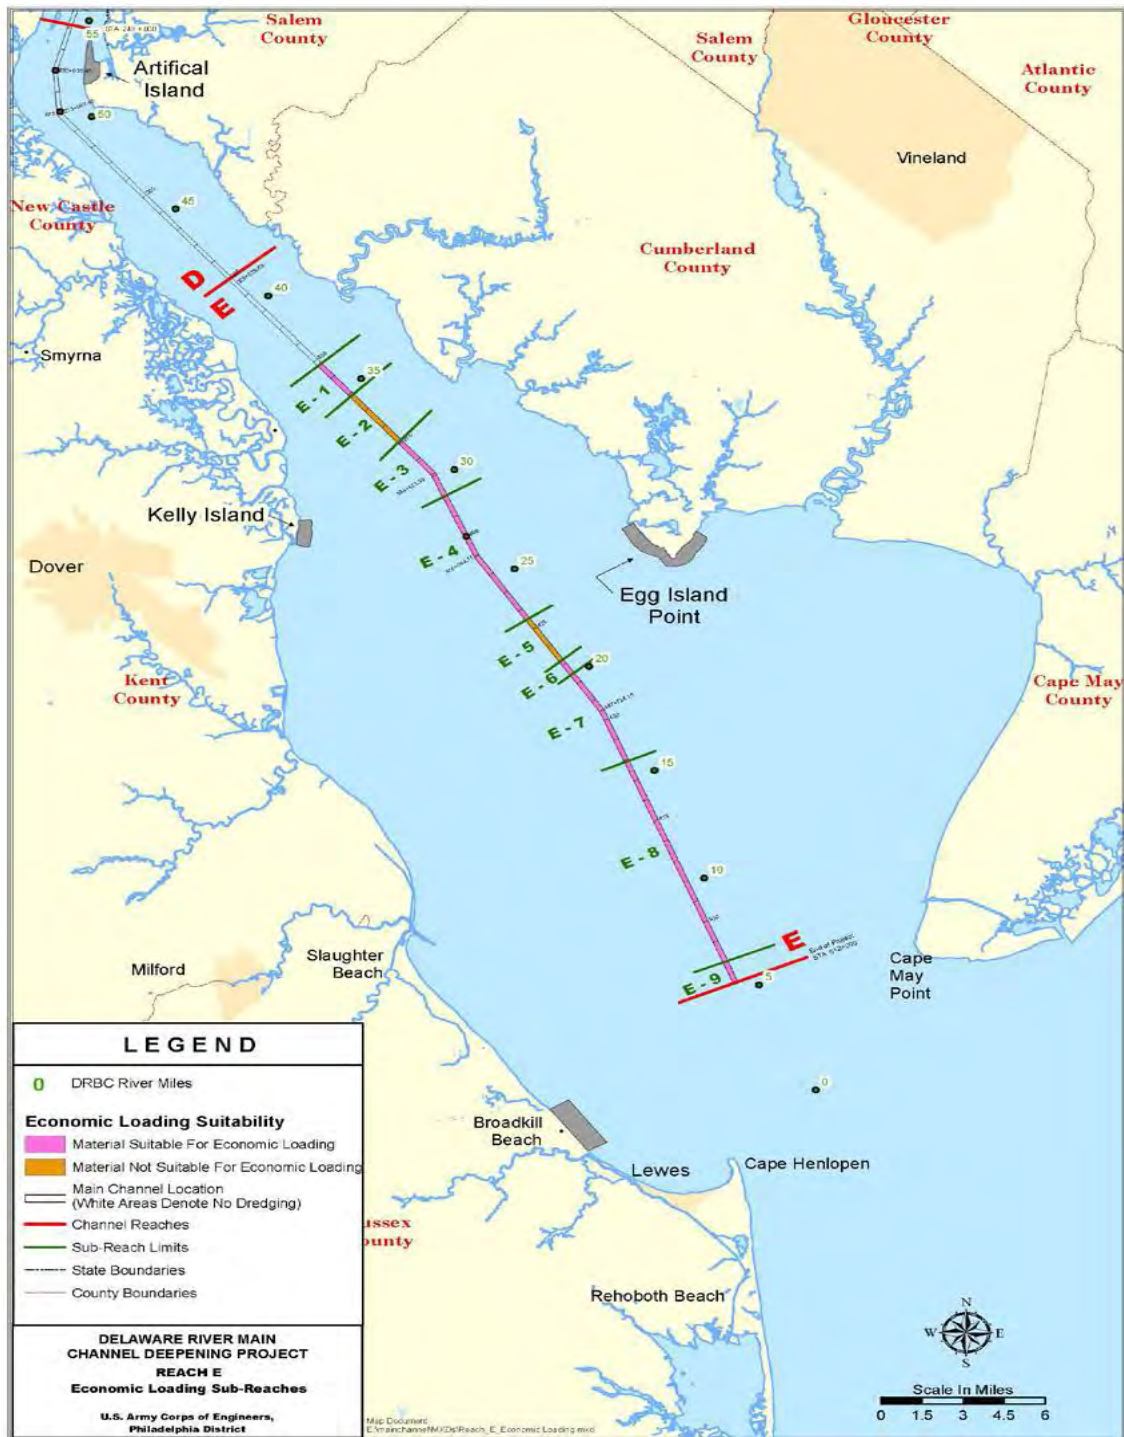 Salem
County
Gloucester
County
Salem
County
Atlantic
County
55
Artifical
Island
50
Vineland
45
New Castle
County
Cumberland
County
D
E
40
Smyrna
35
E - 1
E - 2
30
E - 3
Kelly Island
E - 4
25
Dover
Egg Island
Point
E - 5
20
E - 6
Kent
County
Cape May
County
E - 7
15
E - 8
10
E
End of Project
Slaughter
Beach
Milford
Cape
May
Point
E - 9
5
0
LEGEND
0 DRBC River Miles
Economic Loading Suitability
Material Suitable For Economic Loading
Material Not Suitable For Economic Loading
Main Channel Location
(White Areas Denote No Dredging)
Channel Reaches
Sub-Reach Limits
State Boundaries
County Boundaries
Broadkill
Beach
Lewes
Cape Henlopen
ussex
ounty
Rehoboth Beach
N
W E
S
DELAWARE RIVER MAIN
CHANNEL DEEPENING PROJECT
REACH E
Economic Loading Sub-Reaches
U.S. Army Corps of Engineers,
Philadelphia District
Map Document
Scale In Miles
0 1.5 3 4.5 6